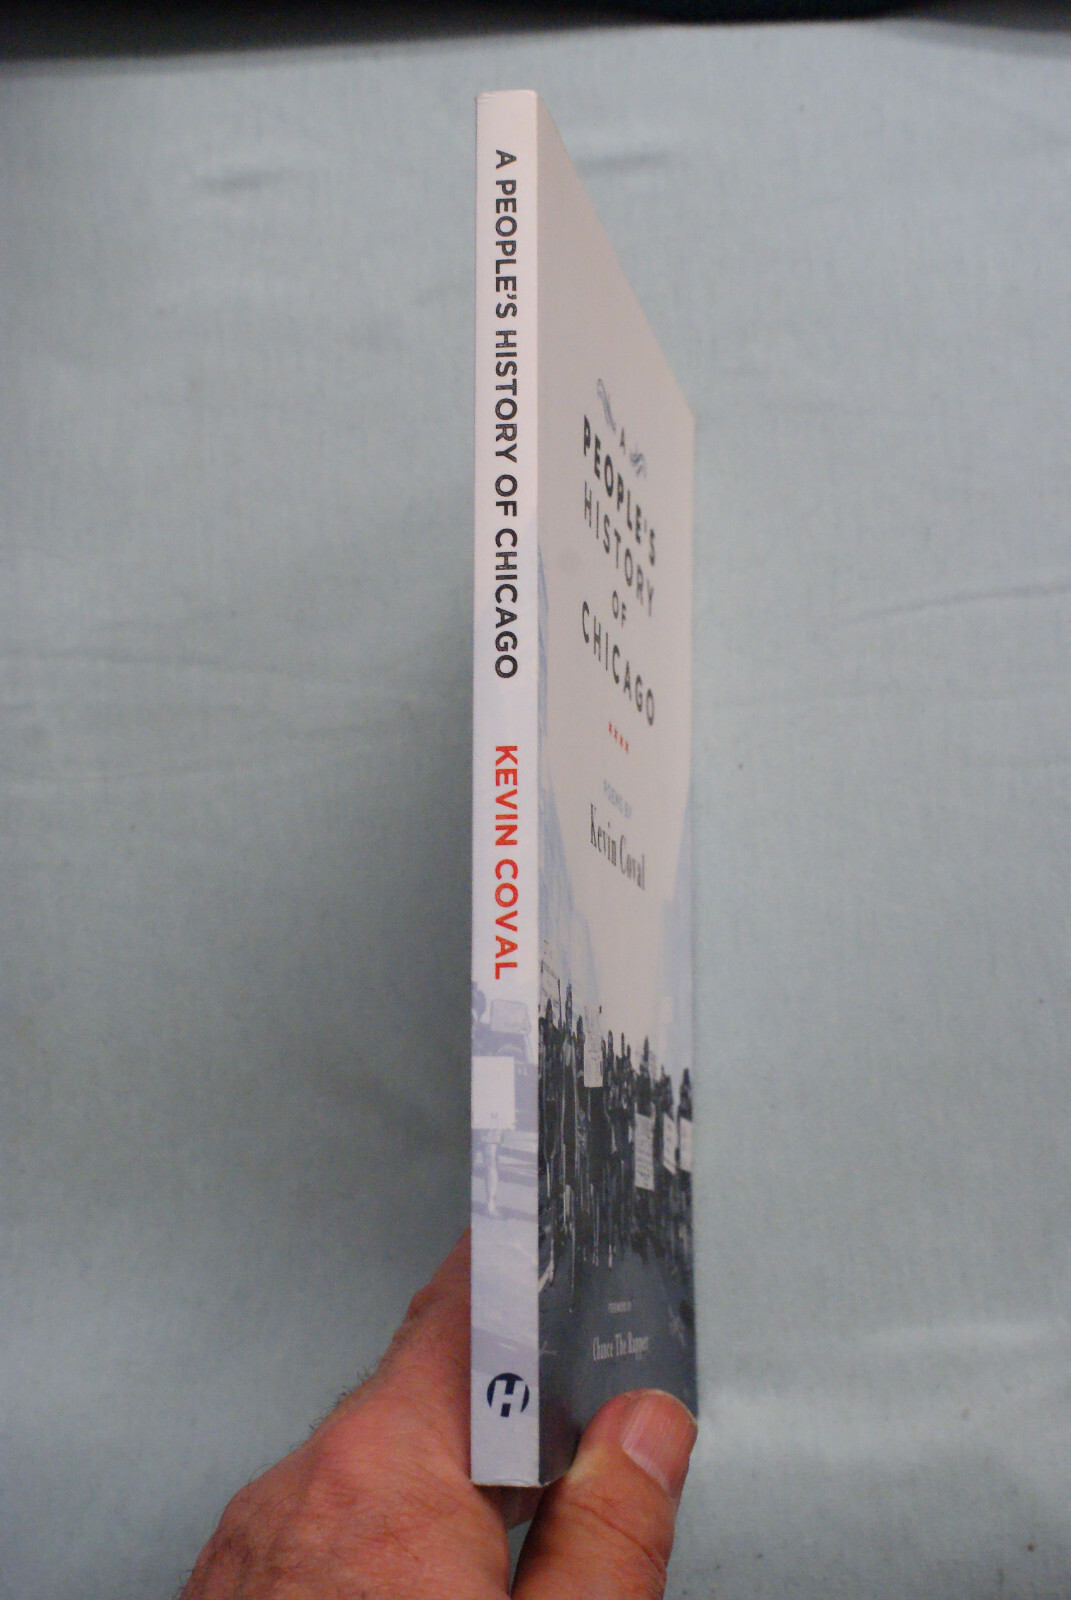 A PEOPLE'S HISTORY OF CHICAGO KEVIN COVAL
H
A
PEOPLE'S
HISTORY
OF
CHICAGO
POEMS BY
Kevin Coval
FOREWORD BY
Chance The Rapper